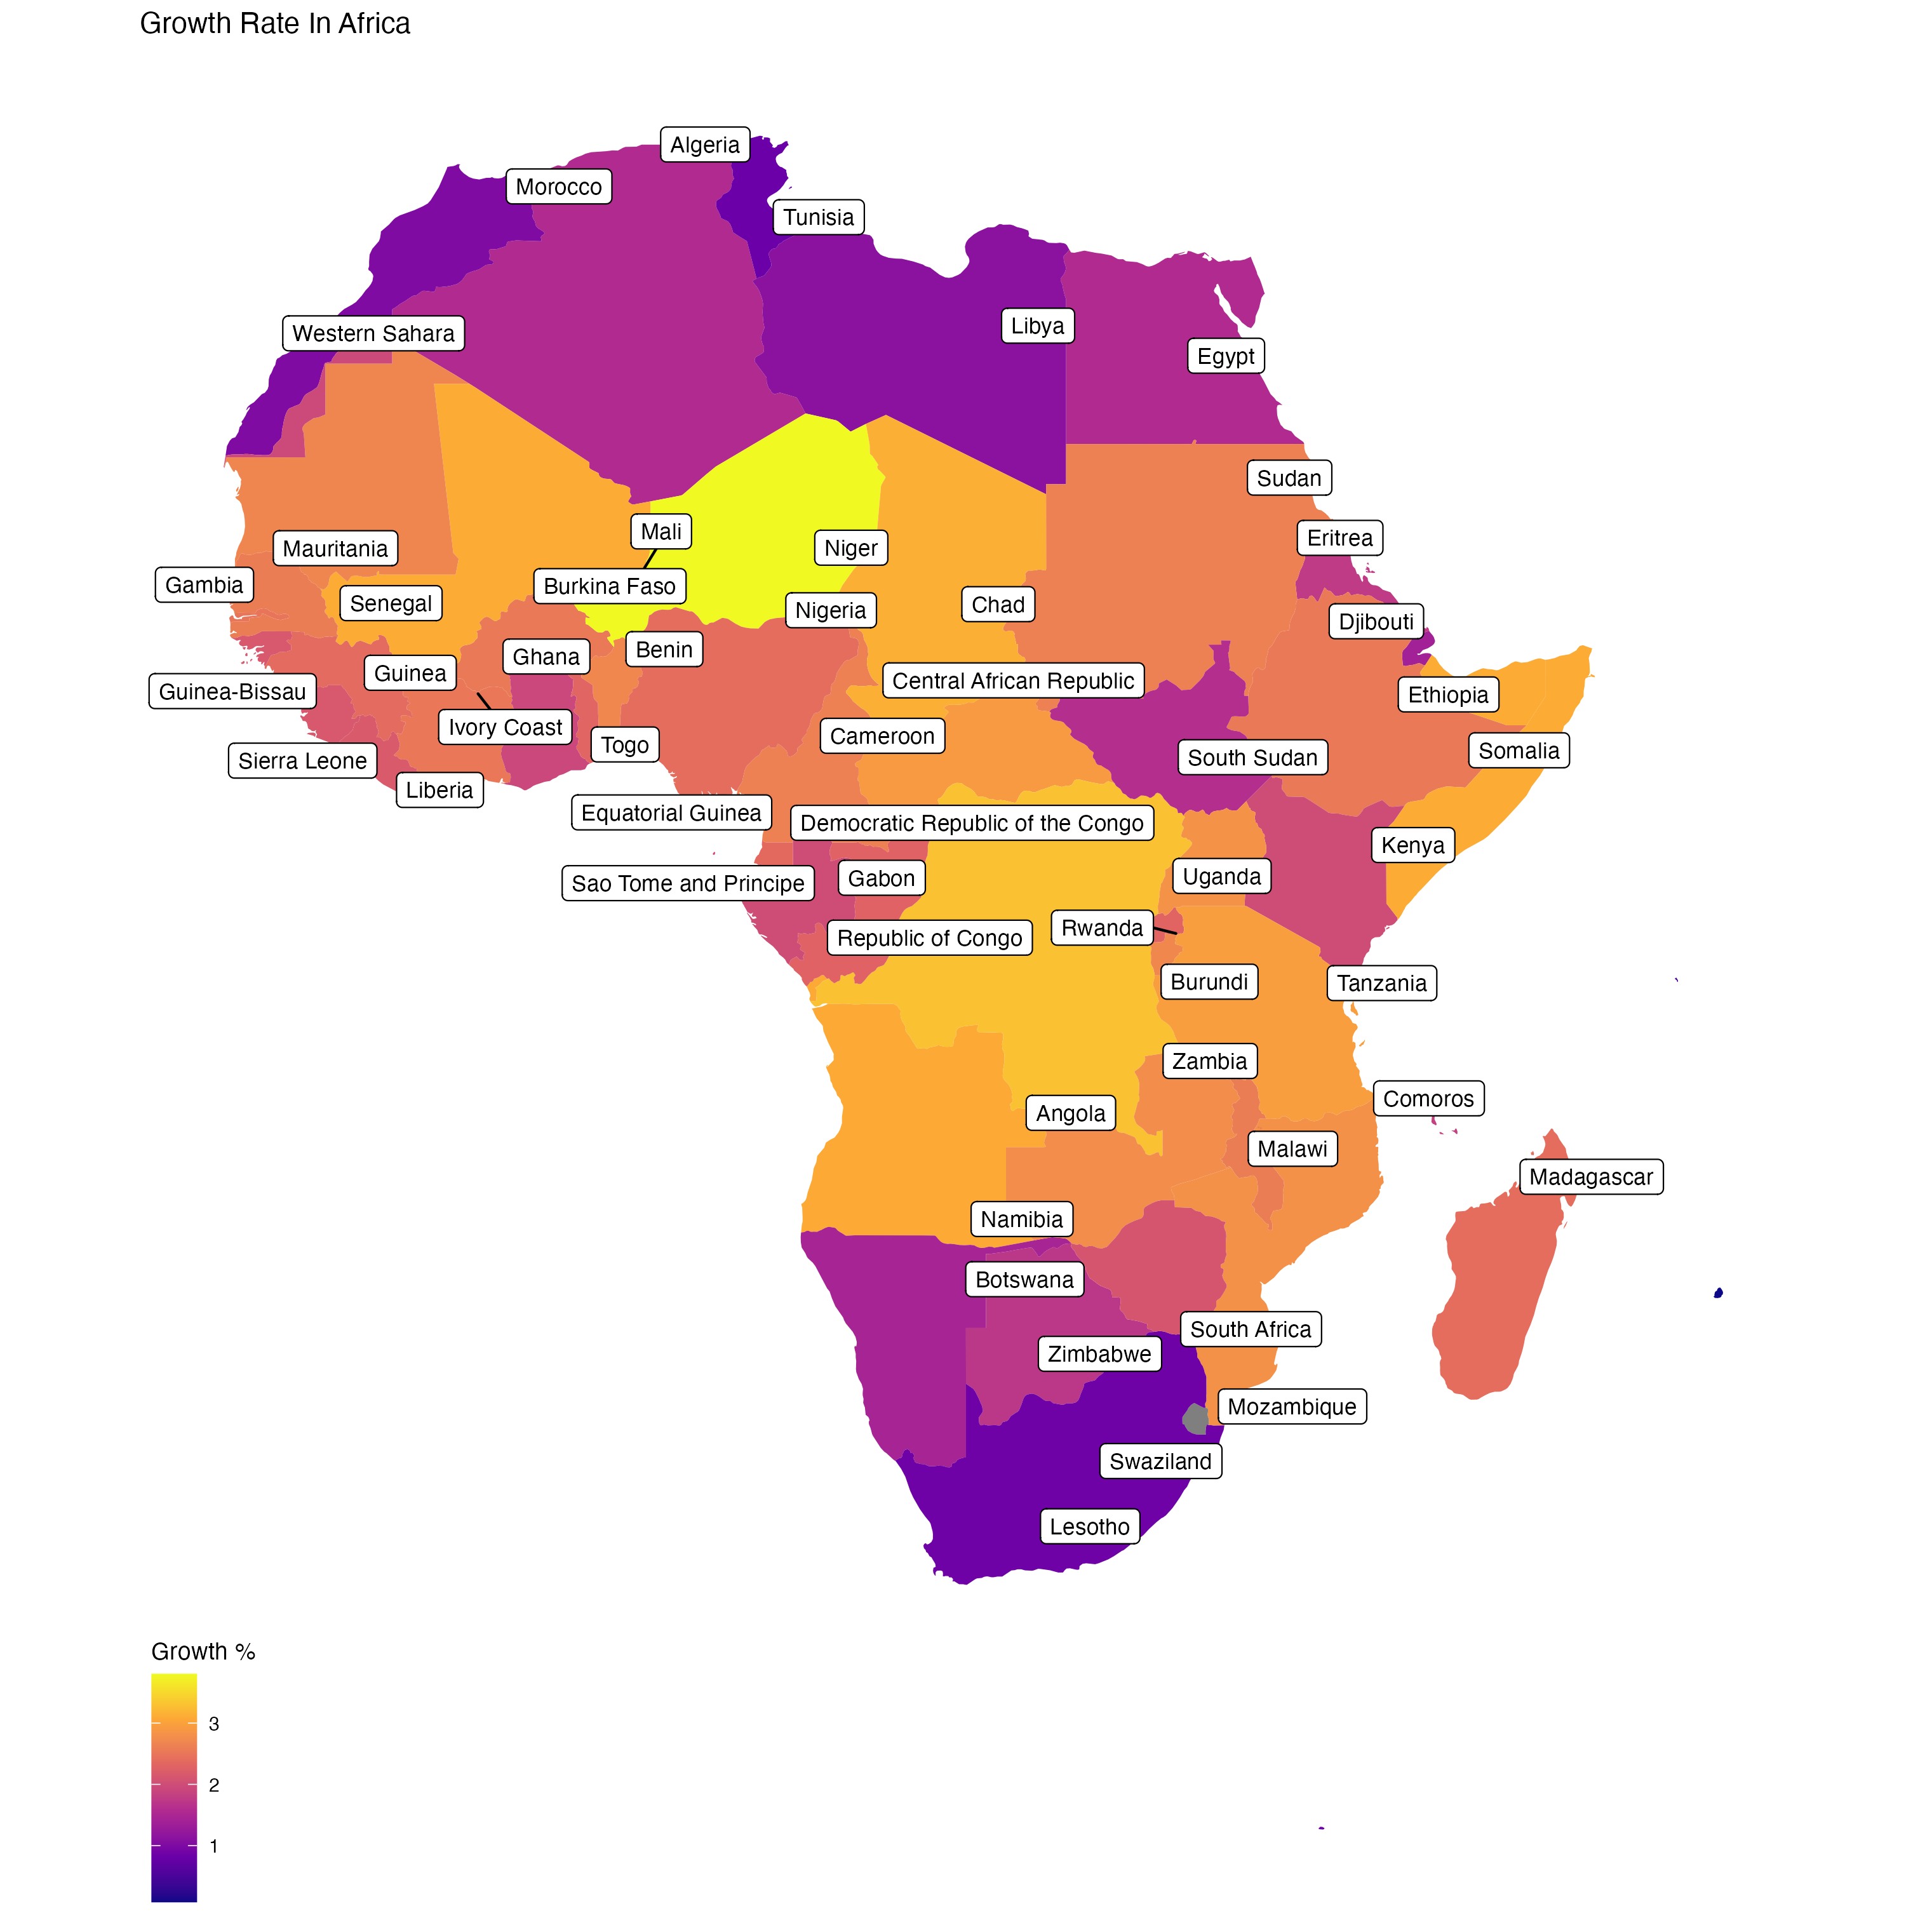 Growth Rate In Africa
Algeria
Morocco
Tunisia
Western Sahara
Libya
Egypt
Sudan
Mali
Eritrea
Mauritania
Niger
Gambia
Burkina Faso
Senegal
Nigeria
Chad
Djibouti
Ghana
Benin
Guinea
Central African Republic
Guinea-Bissau
Ethiopia
Ivory Coast
Togo
Cameroon
Somalia
Sierra Leone
South Sudan
Liberia
Equatorial Guinea
Democratic Republic of the Congo
Kenya
Sao Tome and Principe
Gabon
Uganda
Republic of Congo
Rwanda
Burundi
Tanzania
Zambia
Comoros
Angola
Malawi
Madagascar
Namibia
Botswana
South Africa
Zimbabwe
Mozambique
Swaziland
Lesotho
Growth %
3
2
1